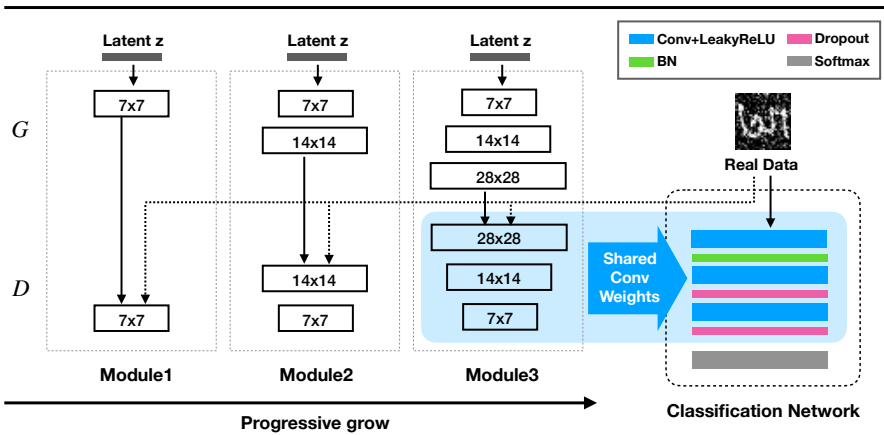 Latent z
Latent z
Latent z
Conv+LeakyReLU
Dropout
BN
Softmax
G
7x7
7x7
7x7
14x14
14x14
28x28
Real Data
D
28x28
14x14
14x14
7x7
7x7
7x7
Shared
Conv
Weights
Module1
Module2
Module3
Progressive grow
Classification Network